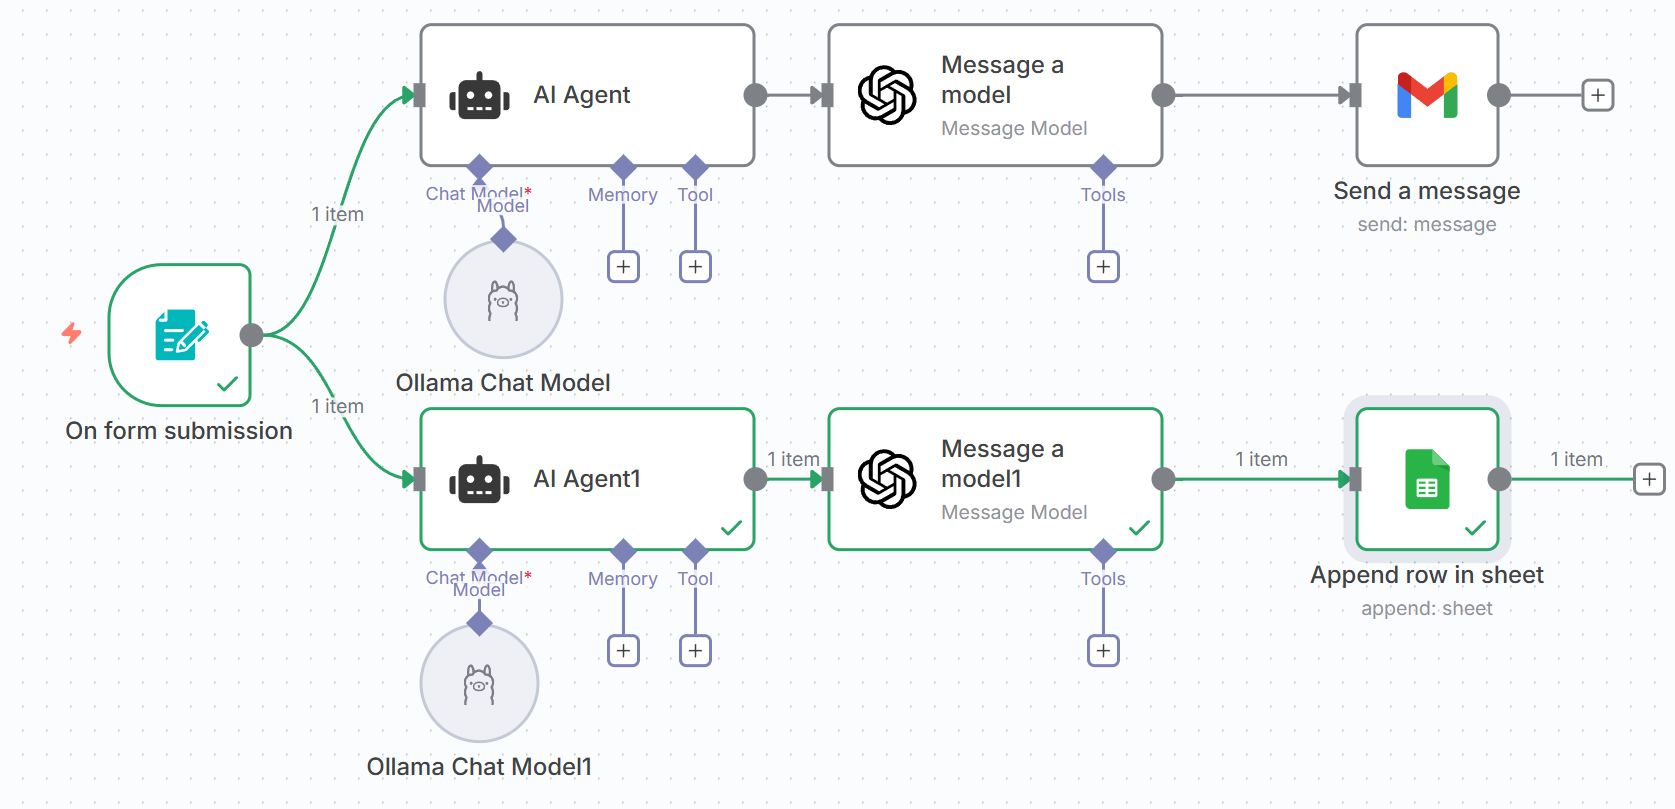 AI Agent
Message a
model
Message Model
Chat Model*
Model
Memory
Tool
Tools
Send a message
send: message
1 item
Ollama Chat Model
1 item
On form submission
AI Agent1
1 item
Message a
model1
Message Model
1 item
1 item
Chat Model*
Model
Memory
Tool
Tools
Append row in sheet
append: sheet
Ollama Chat Model1